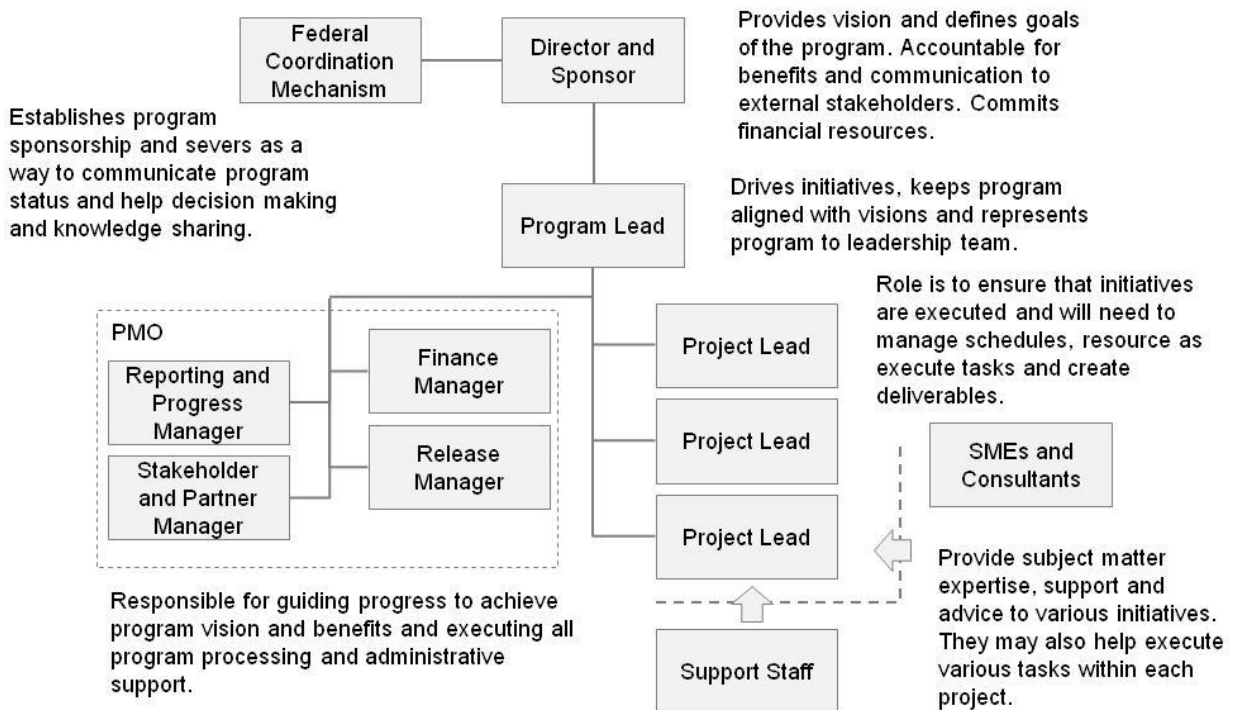 Federal
Coordination
Mechanism
Director and
Sponsor
Provides vision and defines goals
of the program. Accountable for
benefits and communication to
external stakeholders. Commits
financial resources.
Establishes program
sponsorship and severs as a
way to communicate program
status and help decision making
and knowledge sharing.
Program Lead
Drives initiatives, keeps program
aligned with visions and represents
program to leadership team.
PMO
Reporting and
Progress
Manager
Finance
Manager
Stakeholder
and Partner
Manager
Release
Manager
Responsible for guiding progress to achieve
program vision and benefits and executing all
program processing and administrative
support.
Project Lead
Project Lead
Project Lead
Role is to ensure that initiatives
are executed and will need to
manage schedules, resource as
execute tasks and create
deliverables.
SMEs and
Consultants
Provide subject matter
expertise, support and
advice to various initiatives.
They may also help execute
various tasks within each
project.
Support Staff